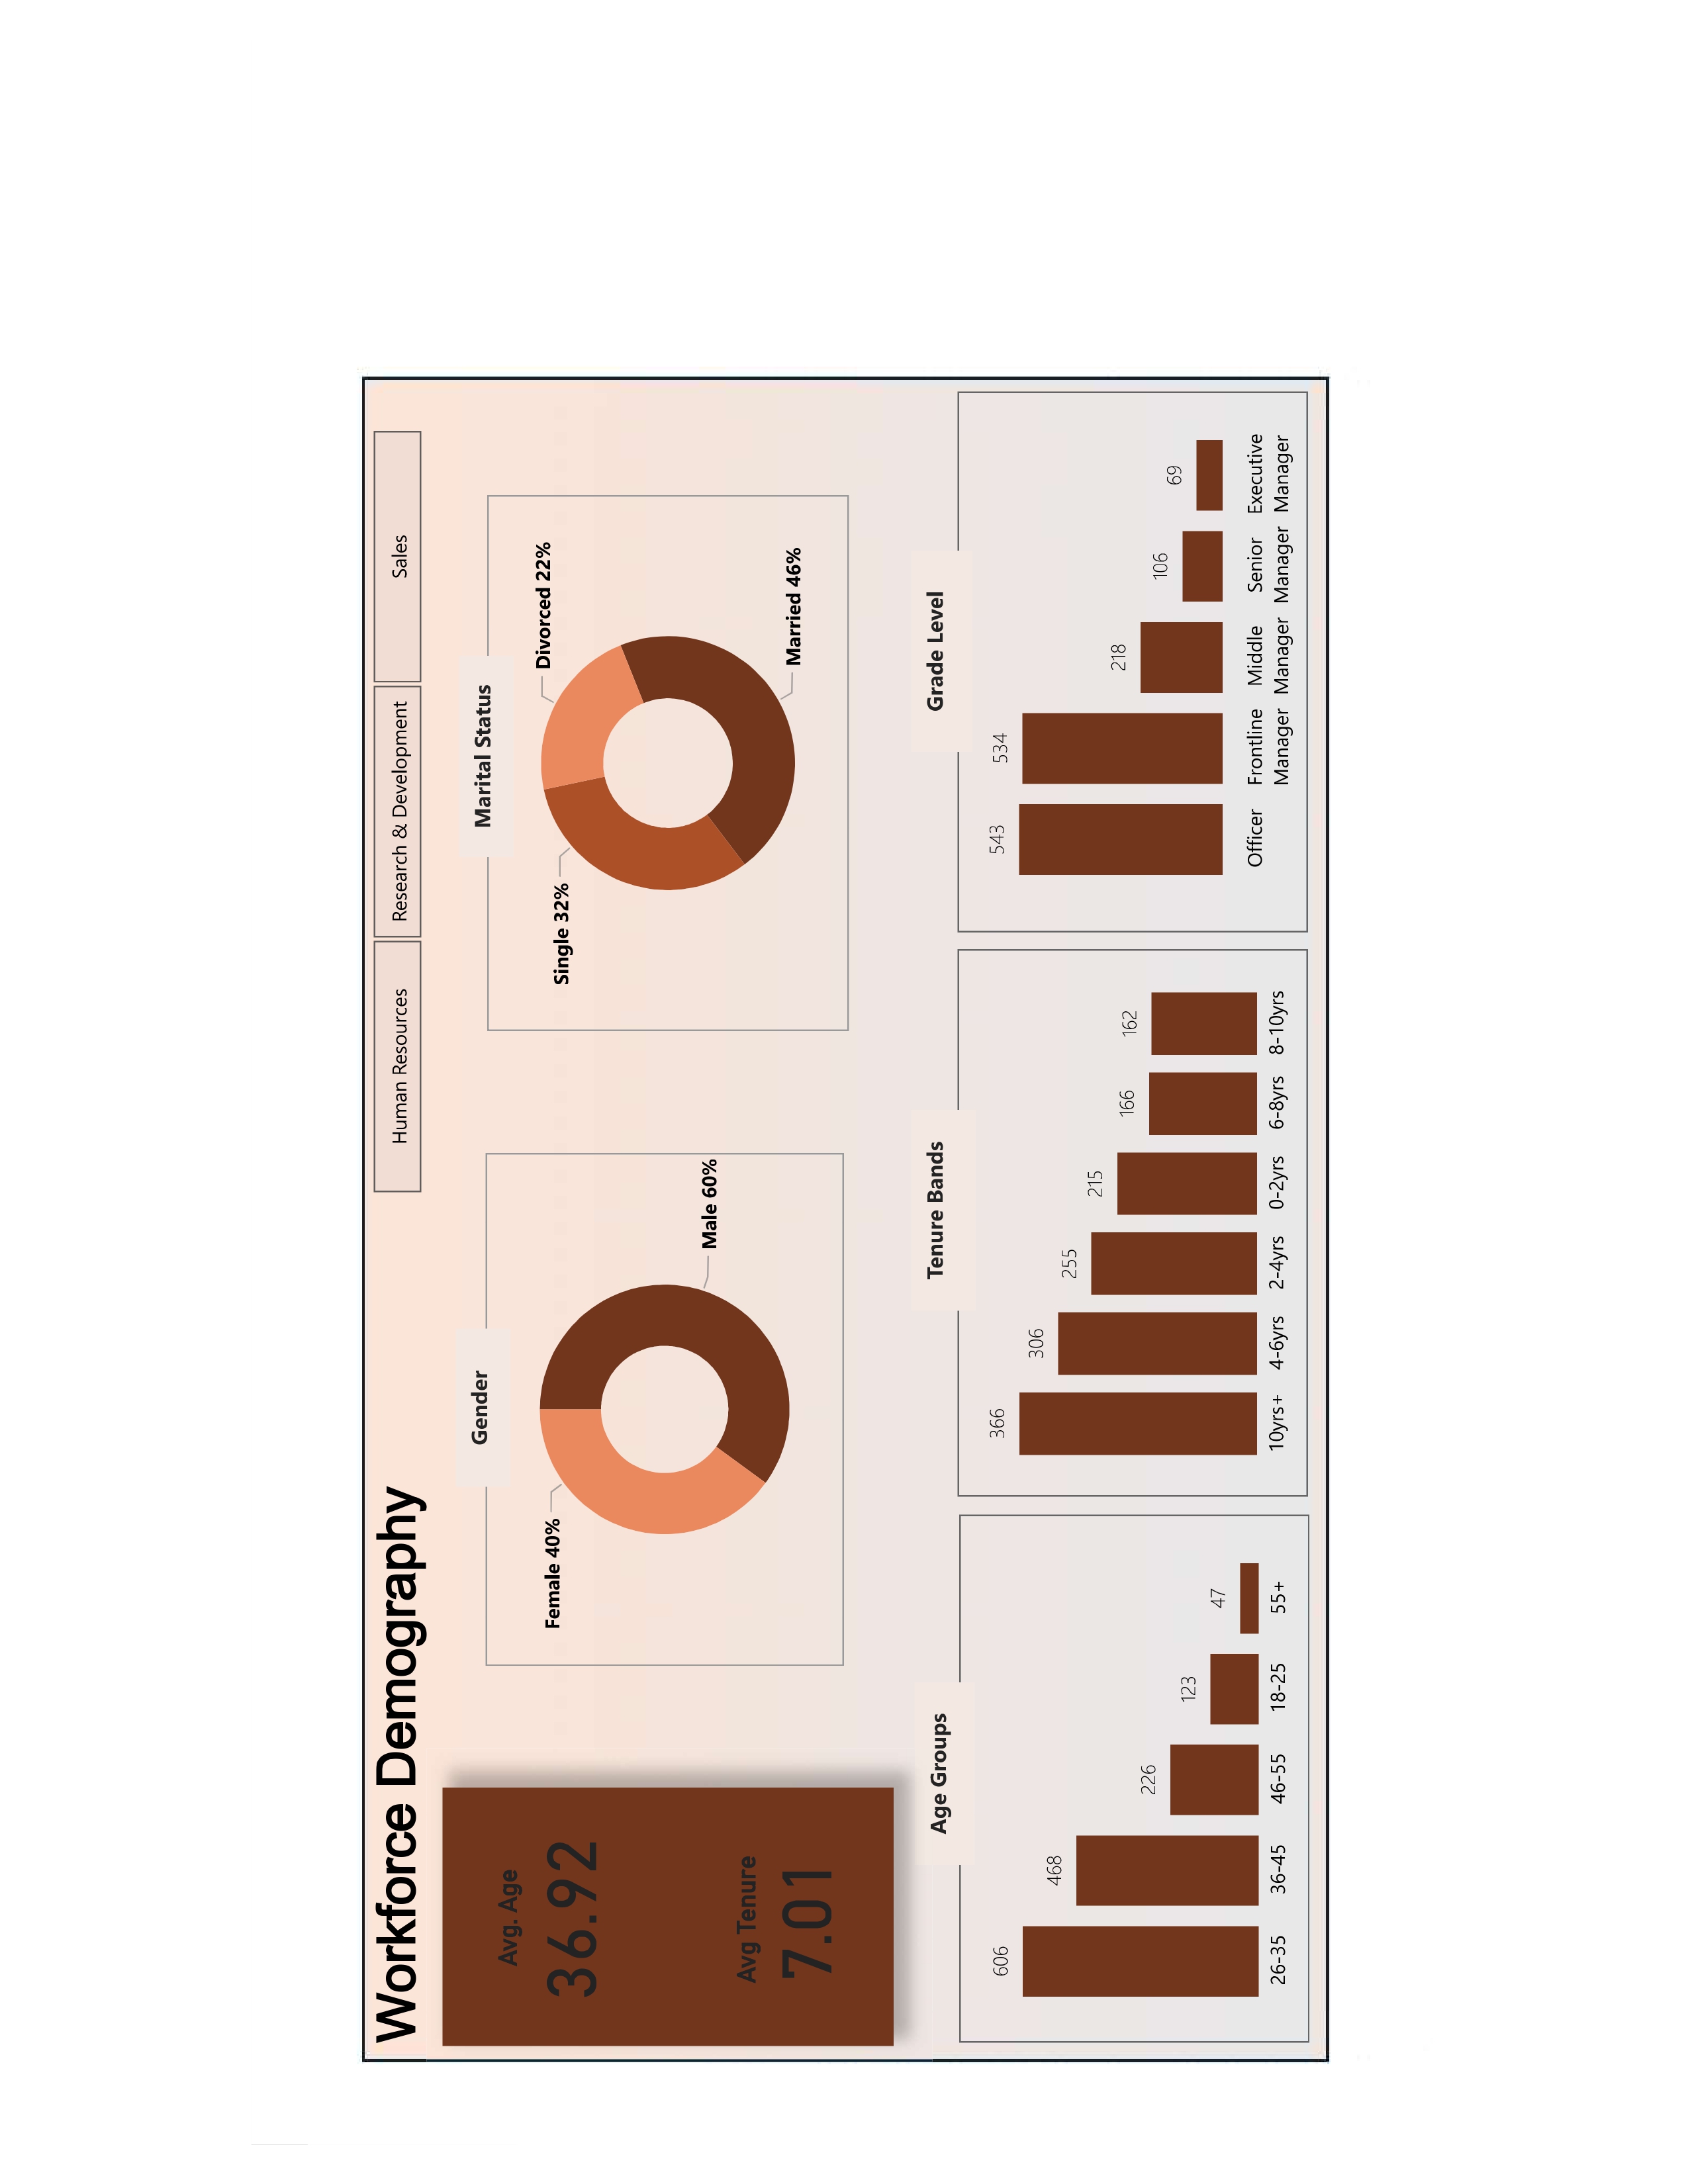 Workforce Demography
Human Resources
Research & Development
Sales
Avg. Age
36.92
Avg Tenure
7.01
Gender
Female 40%
Male 60%
Marital Status
Single 32%
Divorced 22%
Married 46%
Age Groups
606
468
226
123
47
26-35
36-45
46-55
18-25
55+
Tenure Bands
366
306
255
215
166
162
10yrs+
4-6yrs
2-4yrs
0-2yrs
6-8yrs
8-10yrs
Grade Level
543
534
218
106
69
Officer
Frontline
Manager
Middle
Manager
Senior
Manager
Executive
Manager